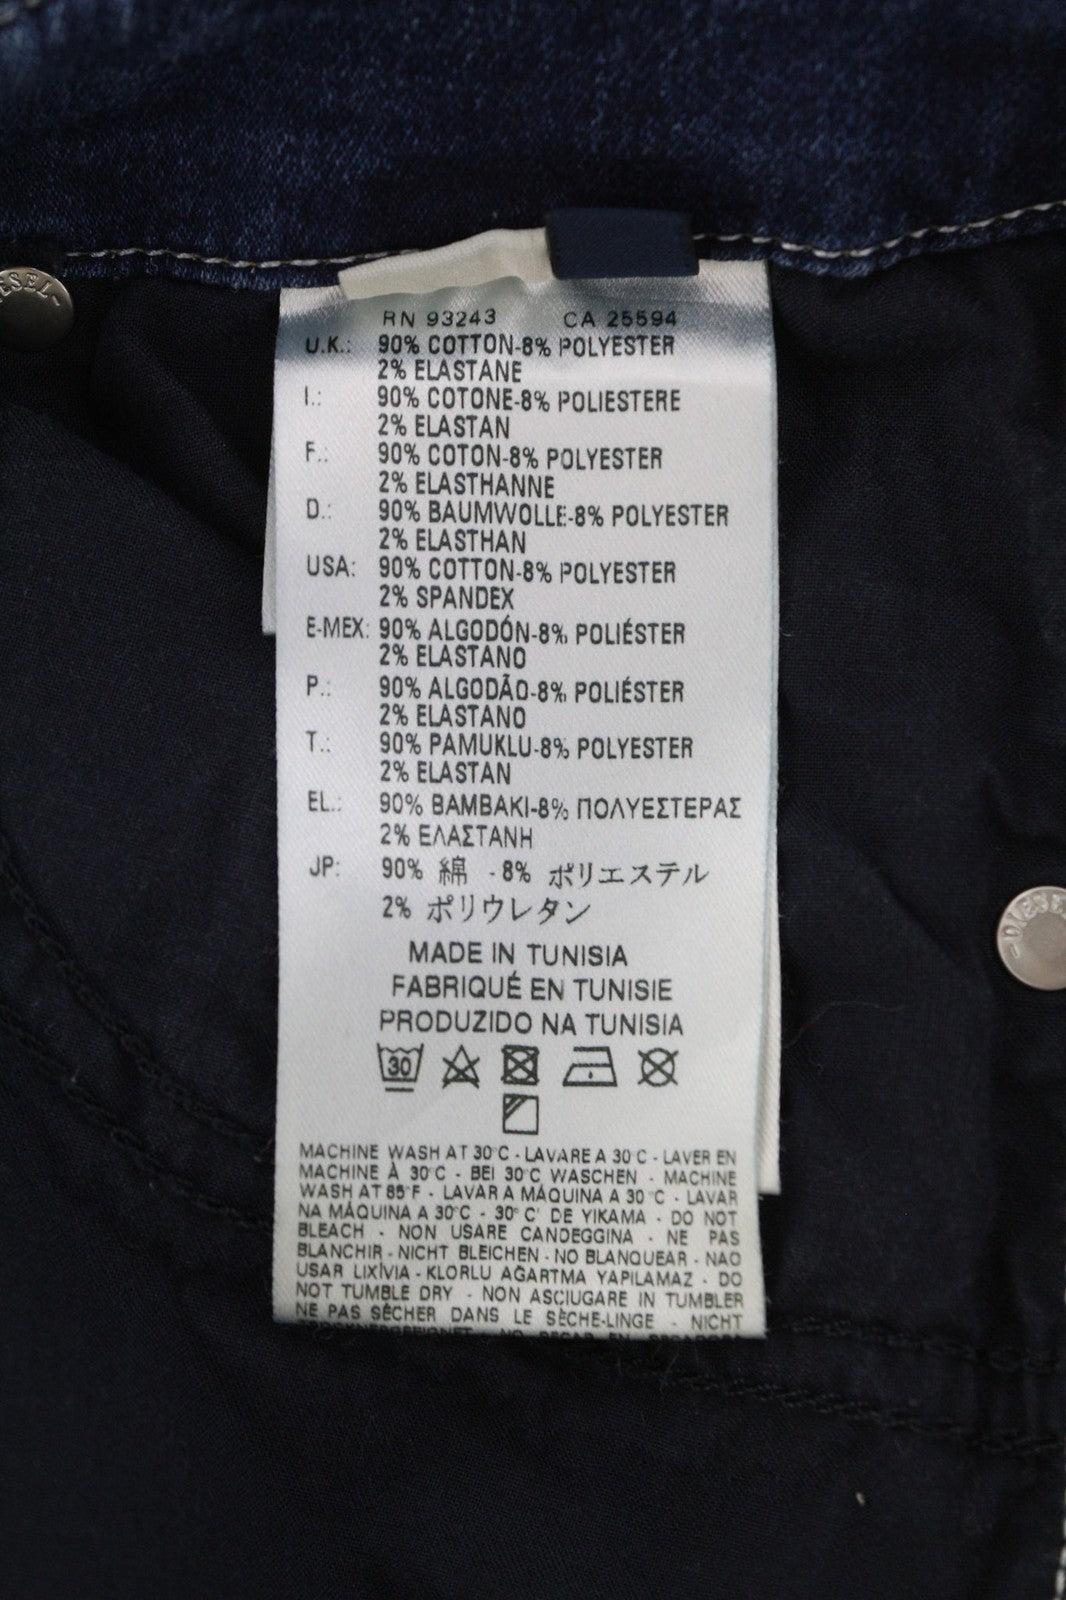 ESEL-
RN 93243 CA 25594
U.K.: 90% COTTON-8% POLYESTER
2% ELASTANE
I.: 90% COTONE-8% POLIESTERE
2% ELASTAN
F.: 90% COTON-8% POLYESTER
2% ELASTHANNE
D.: 90% BAUMWOLLE-8% POLYESTER
2% ELASTHAN
USA: 90% COTTON-8% POLYESTER
2% SPANDEX
E-MEX: 90% ALGODÓN-8% POLIÉSTER
2% ELASTANO
P.: 90% ALGODÃO-8% POLIÉSTER
2% ELASTANO
T.: 90% PAMUKLU-8% POLYESTER
2% ELASTAN
EL.: 90% ΒΑΜΒΑΚΙ-8% ΠΟΛΥΕΣΤΕΡΑΣ
2% ΕΛΑΣΤΑΝΗ
JP: 90% 綿 -8% ポリエステル
2% ポリウレタン
-DIESEL
MADE IN TUNISIA
FABRIQUÉ EN TUNISIE
PRODUZIDO NA TUNISIA
30
MACHINE WASH AT 30°C - LAVARE A 30°C - LAVER EN
MACHINE À 30°C - BEI 30°C WASCHEN - MACHINE
WASH AT 85°F - LAVAR A MÁQUINA A 30 °C - LAVAR
NA MÁQUINA A 30°C - 30° C' DE YIKAMA - DO NOT
BLEACH - NON USARE CANDEGGINA - NE PAS
BLANCHIR - NICHT BLEICHEN - NO BLANQUEAR - NAO
USAR LIXÍVIA - KLORLU AĞARTMA YAPILAMAZ - DO
NOT TUMBLE DRY - NON ASCIUGARE IN TUMBLER
NE PAS SÉCHER DANS LE SÈCHE-LINGE - NICHT